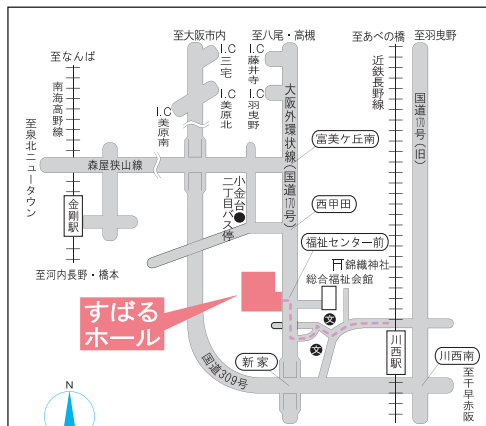 至大阪市内
至八尾・高槻
至あべの橋
至羽曳野
至なんば
南海高野線
I.C
三宅
I.C
藤井寺
近鉄長野線
I.C
美原北
I.C
羽曳野
I.C
美原南
大阪外環状線(国道170号)
国道170号(旧)
至泉北ニュータウン
森屋狭山線
富美ケ丘南
金剛駅
小金台
二丁目バス停
西甲田
福祉センター前
錦織神社
総合福祉会館
至河内長野・橋本
すばる
ホール
文
文
川西駅
新家
川西南
国道309号
至千早赤阪
N